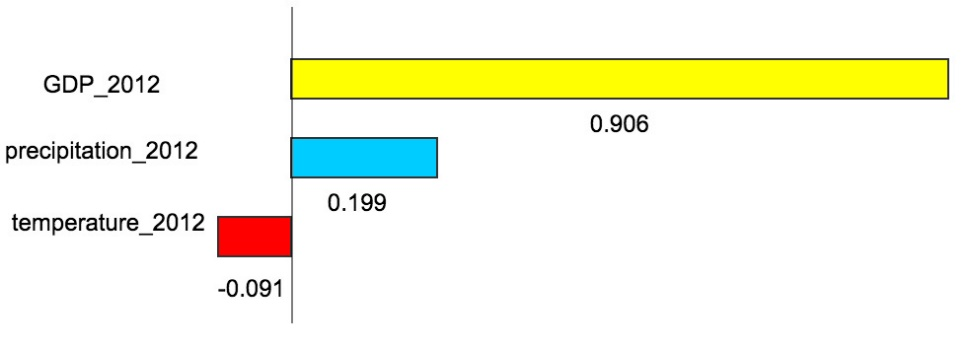 GDP_2012
0.906
precipitation_2012
0.199
temperature_2012
-0.091